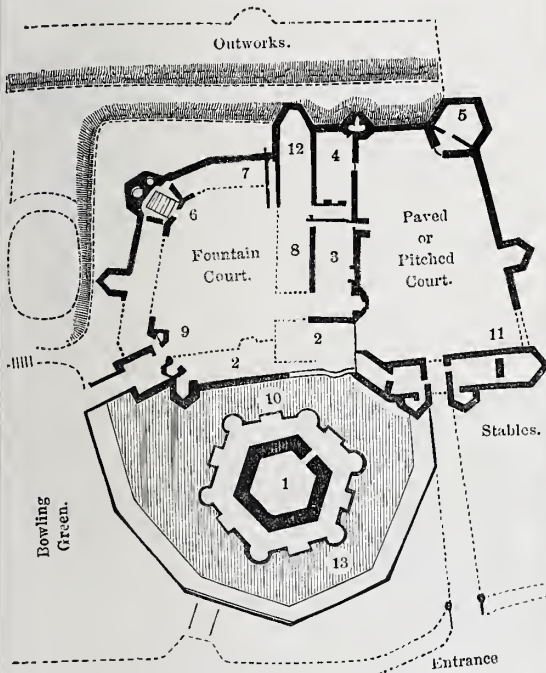 Outworks.
5
12
4
7
6
Paved
or
Pitched
Court.
Fountain
Court.
8
3
9
2
2
11
10
Stables.
1
Bowling
Green.
13
Entrance